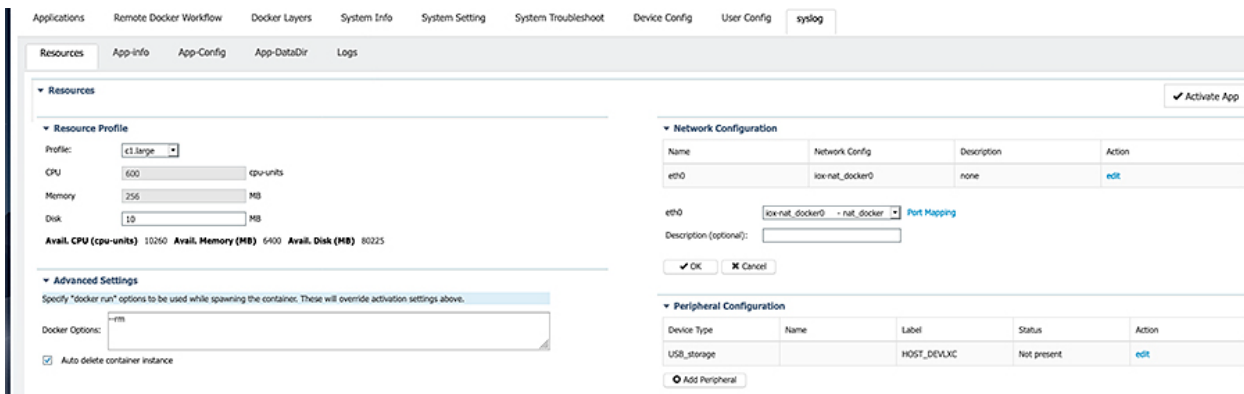 Applications Remote Docker Workflow Docker Layers System Info System Setting System Troubleshoot Device Config User Config syslog
Resources App-info App-Config App-DataDir Logs
Resources
Activate App
Resource Profile
Profile: c1.large
CPU 600 cpu-units
Memory 256 MB
Disk 10 MB
Avail. CPU (cpu-units) 10260 Avail. Memory (MB) 6400 Avail. Disk (MB) 80225
Advanced Settings
Specify "docker run" options to be used while spawning the container. These will override activation settings above.
Docker Options: --rm
Auto delete container instance
Network Configuration
Name Network Config Description Action
eth0 iox-nat_docker0 none edit
eth0 iox-nat_docker0 - nat_docker Port Mapping
Description (optional):
OK Cancel
Peripheral Configuration
Device Type Name Label Status Action
USB_storage HOST_DEVLXC Not present edit
Add Peripheral